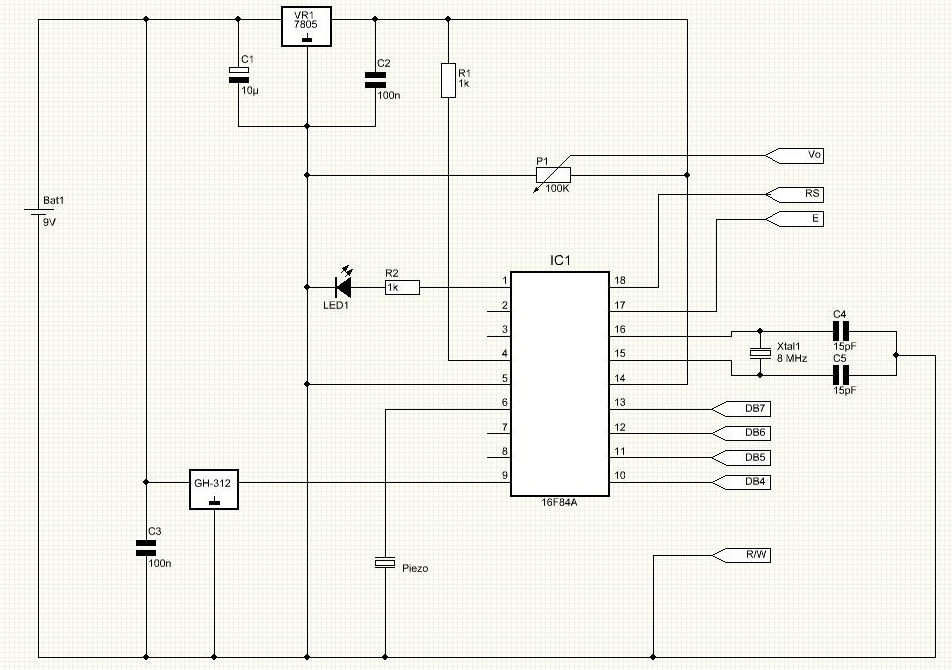 VR1
7805
C1
10µ
C2
100n
R1
1k
P1
100K
Vo
RS
E
Bat1
9V
IC1
LED1
R2
1k
1
2
3
4
5
6
7
8
9
18
17
16
15
14
13
12
11
10
16F84A
C4
15pF
Xtal1
8 MHz
C5
15pF
DB7
DB6
DB5
DB4
GH-312
C3
100n
Piezo
R/W